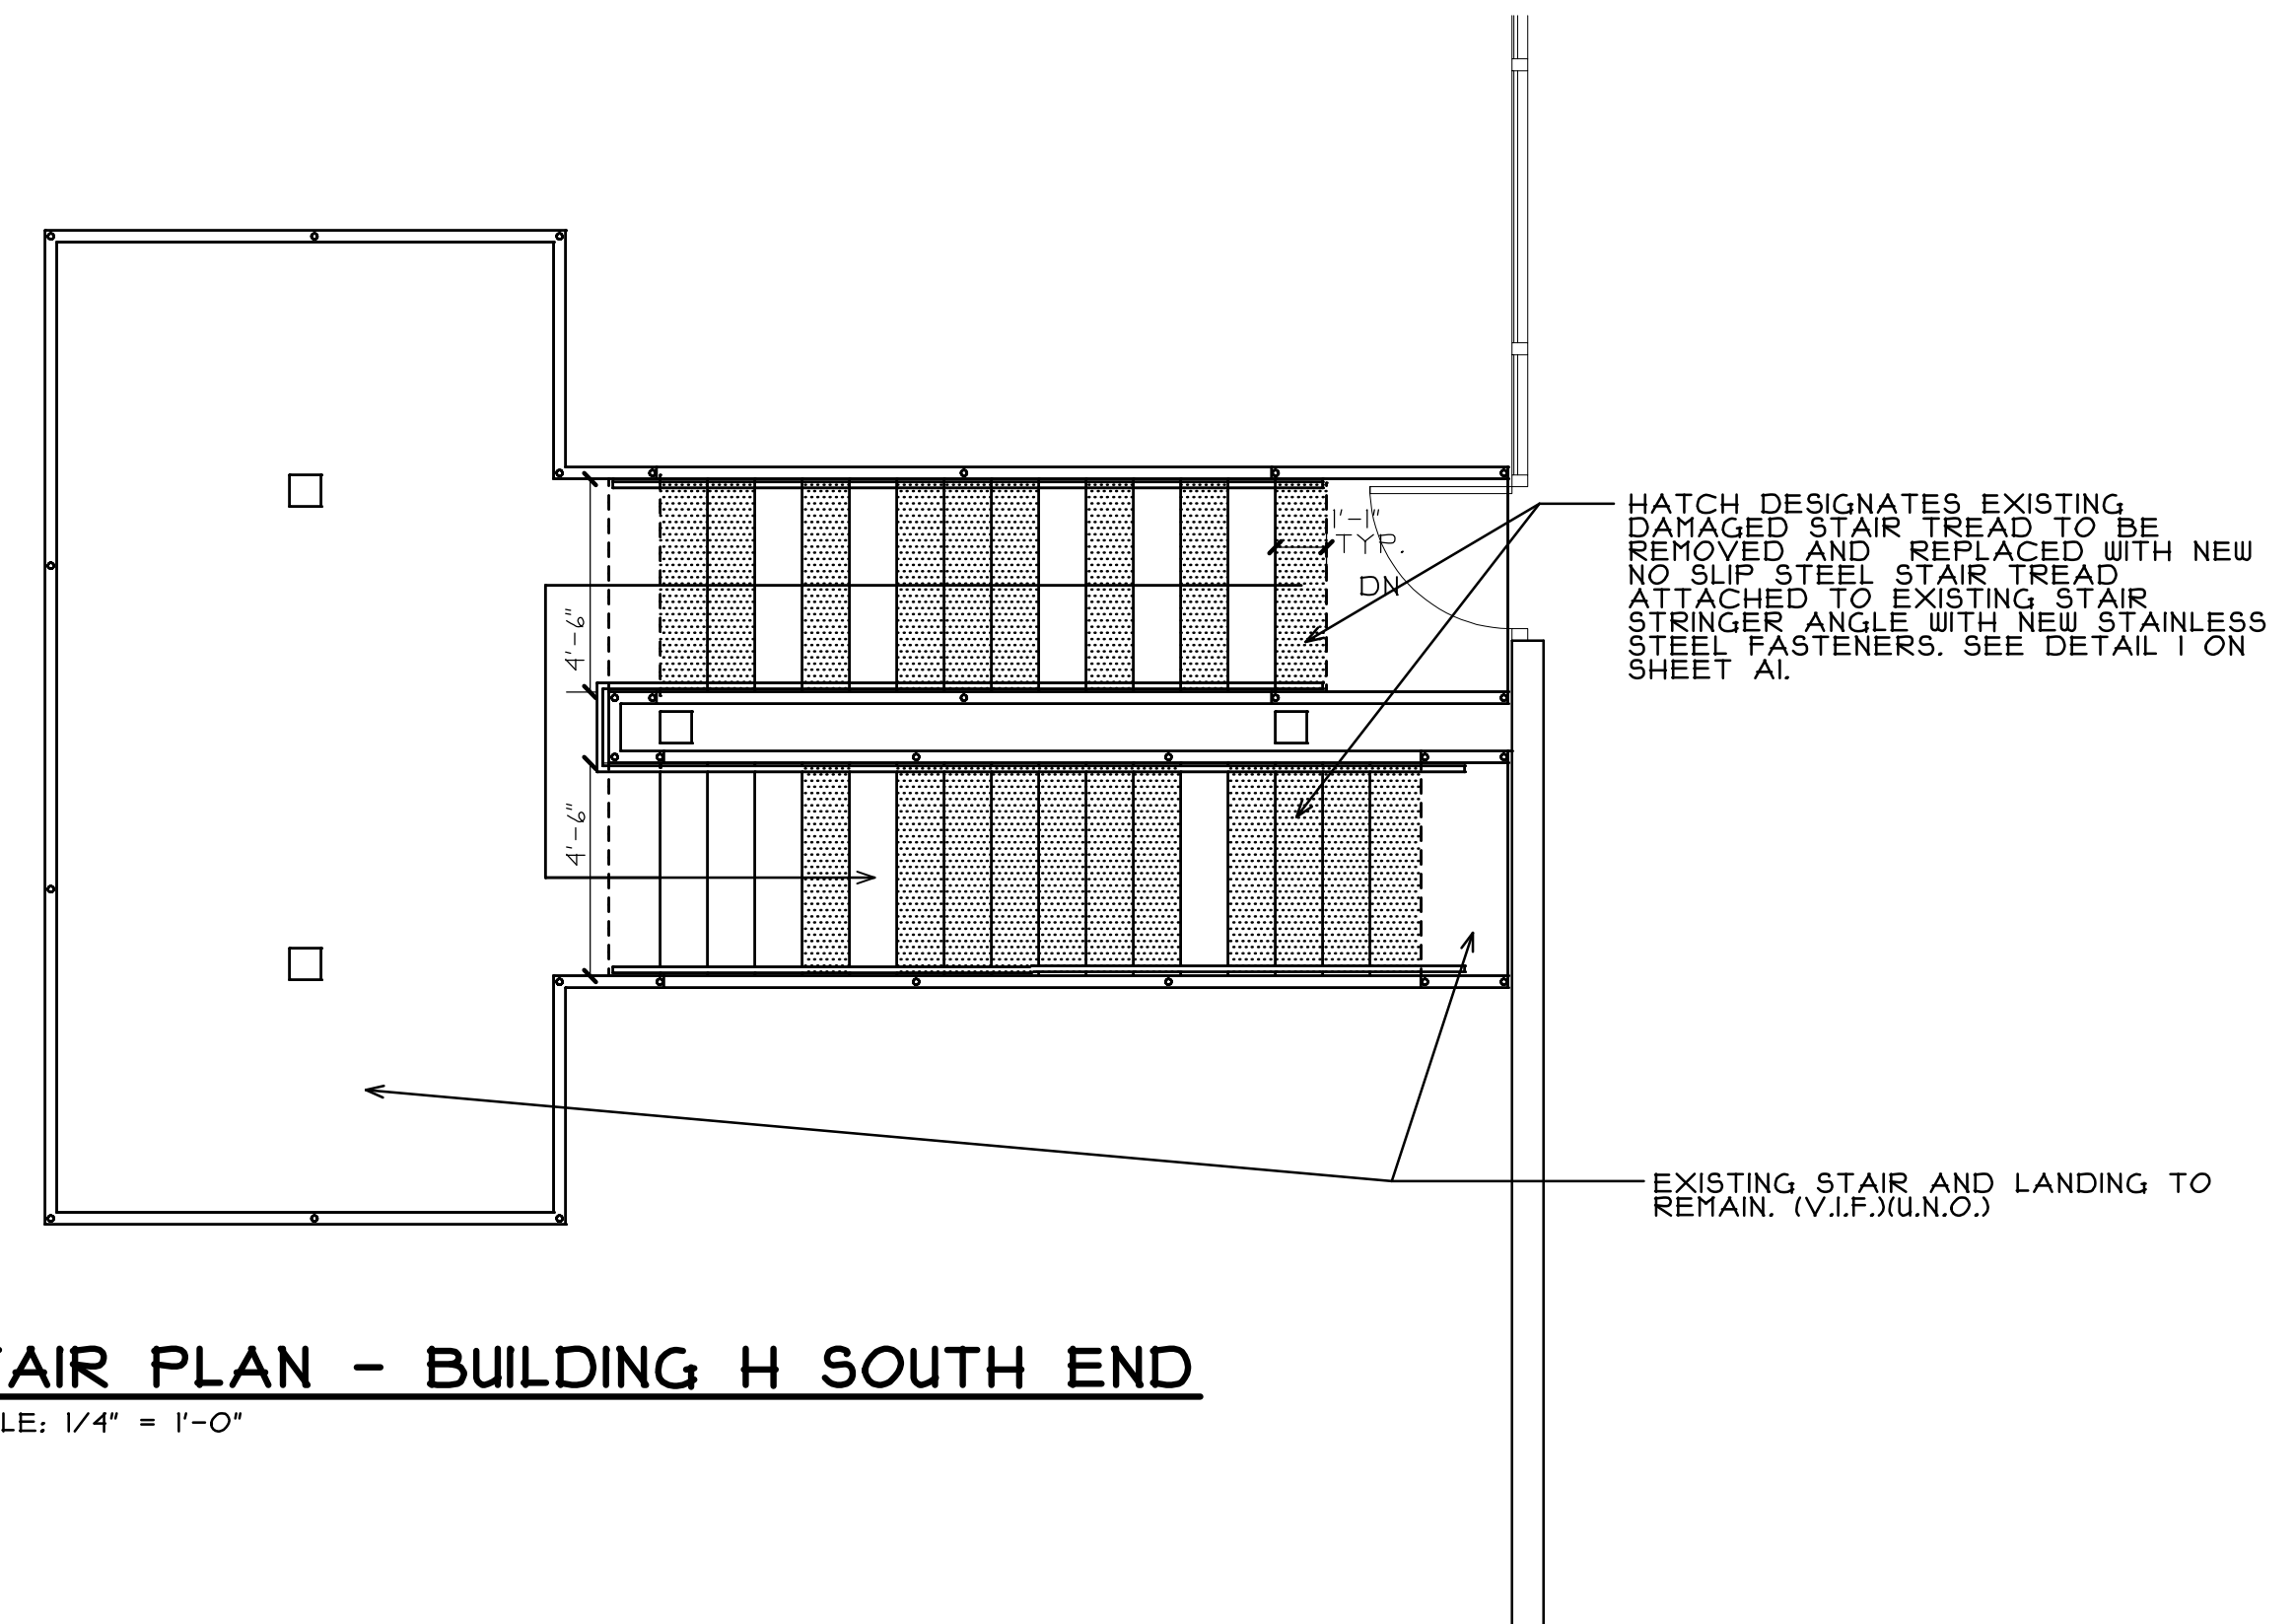 HATCH DESIGNATES EXISTING
DAMAGED STAIR TREAD TO BE
REMOVED AND REPLACED WITH NEW
NO SLIP STEEL STAIR TREAD
ATTACHED TO EXISTING STAIR
STRINGER ANGLE WITH NEW STAINLESS
STEEL FASTENERS. SEE DETAIL 1 ON
SHEET A1.
1'-1"
TYP.
DN
4'-6"
4'-6"
EXISTING STAIR AND LANDING TO
REMAIN. (V.I.F.)(U.N.O.)
AIR PLAN - BUILDING H SOUTH END
LE: 1/4" = 1'-0"